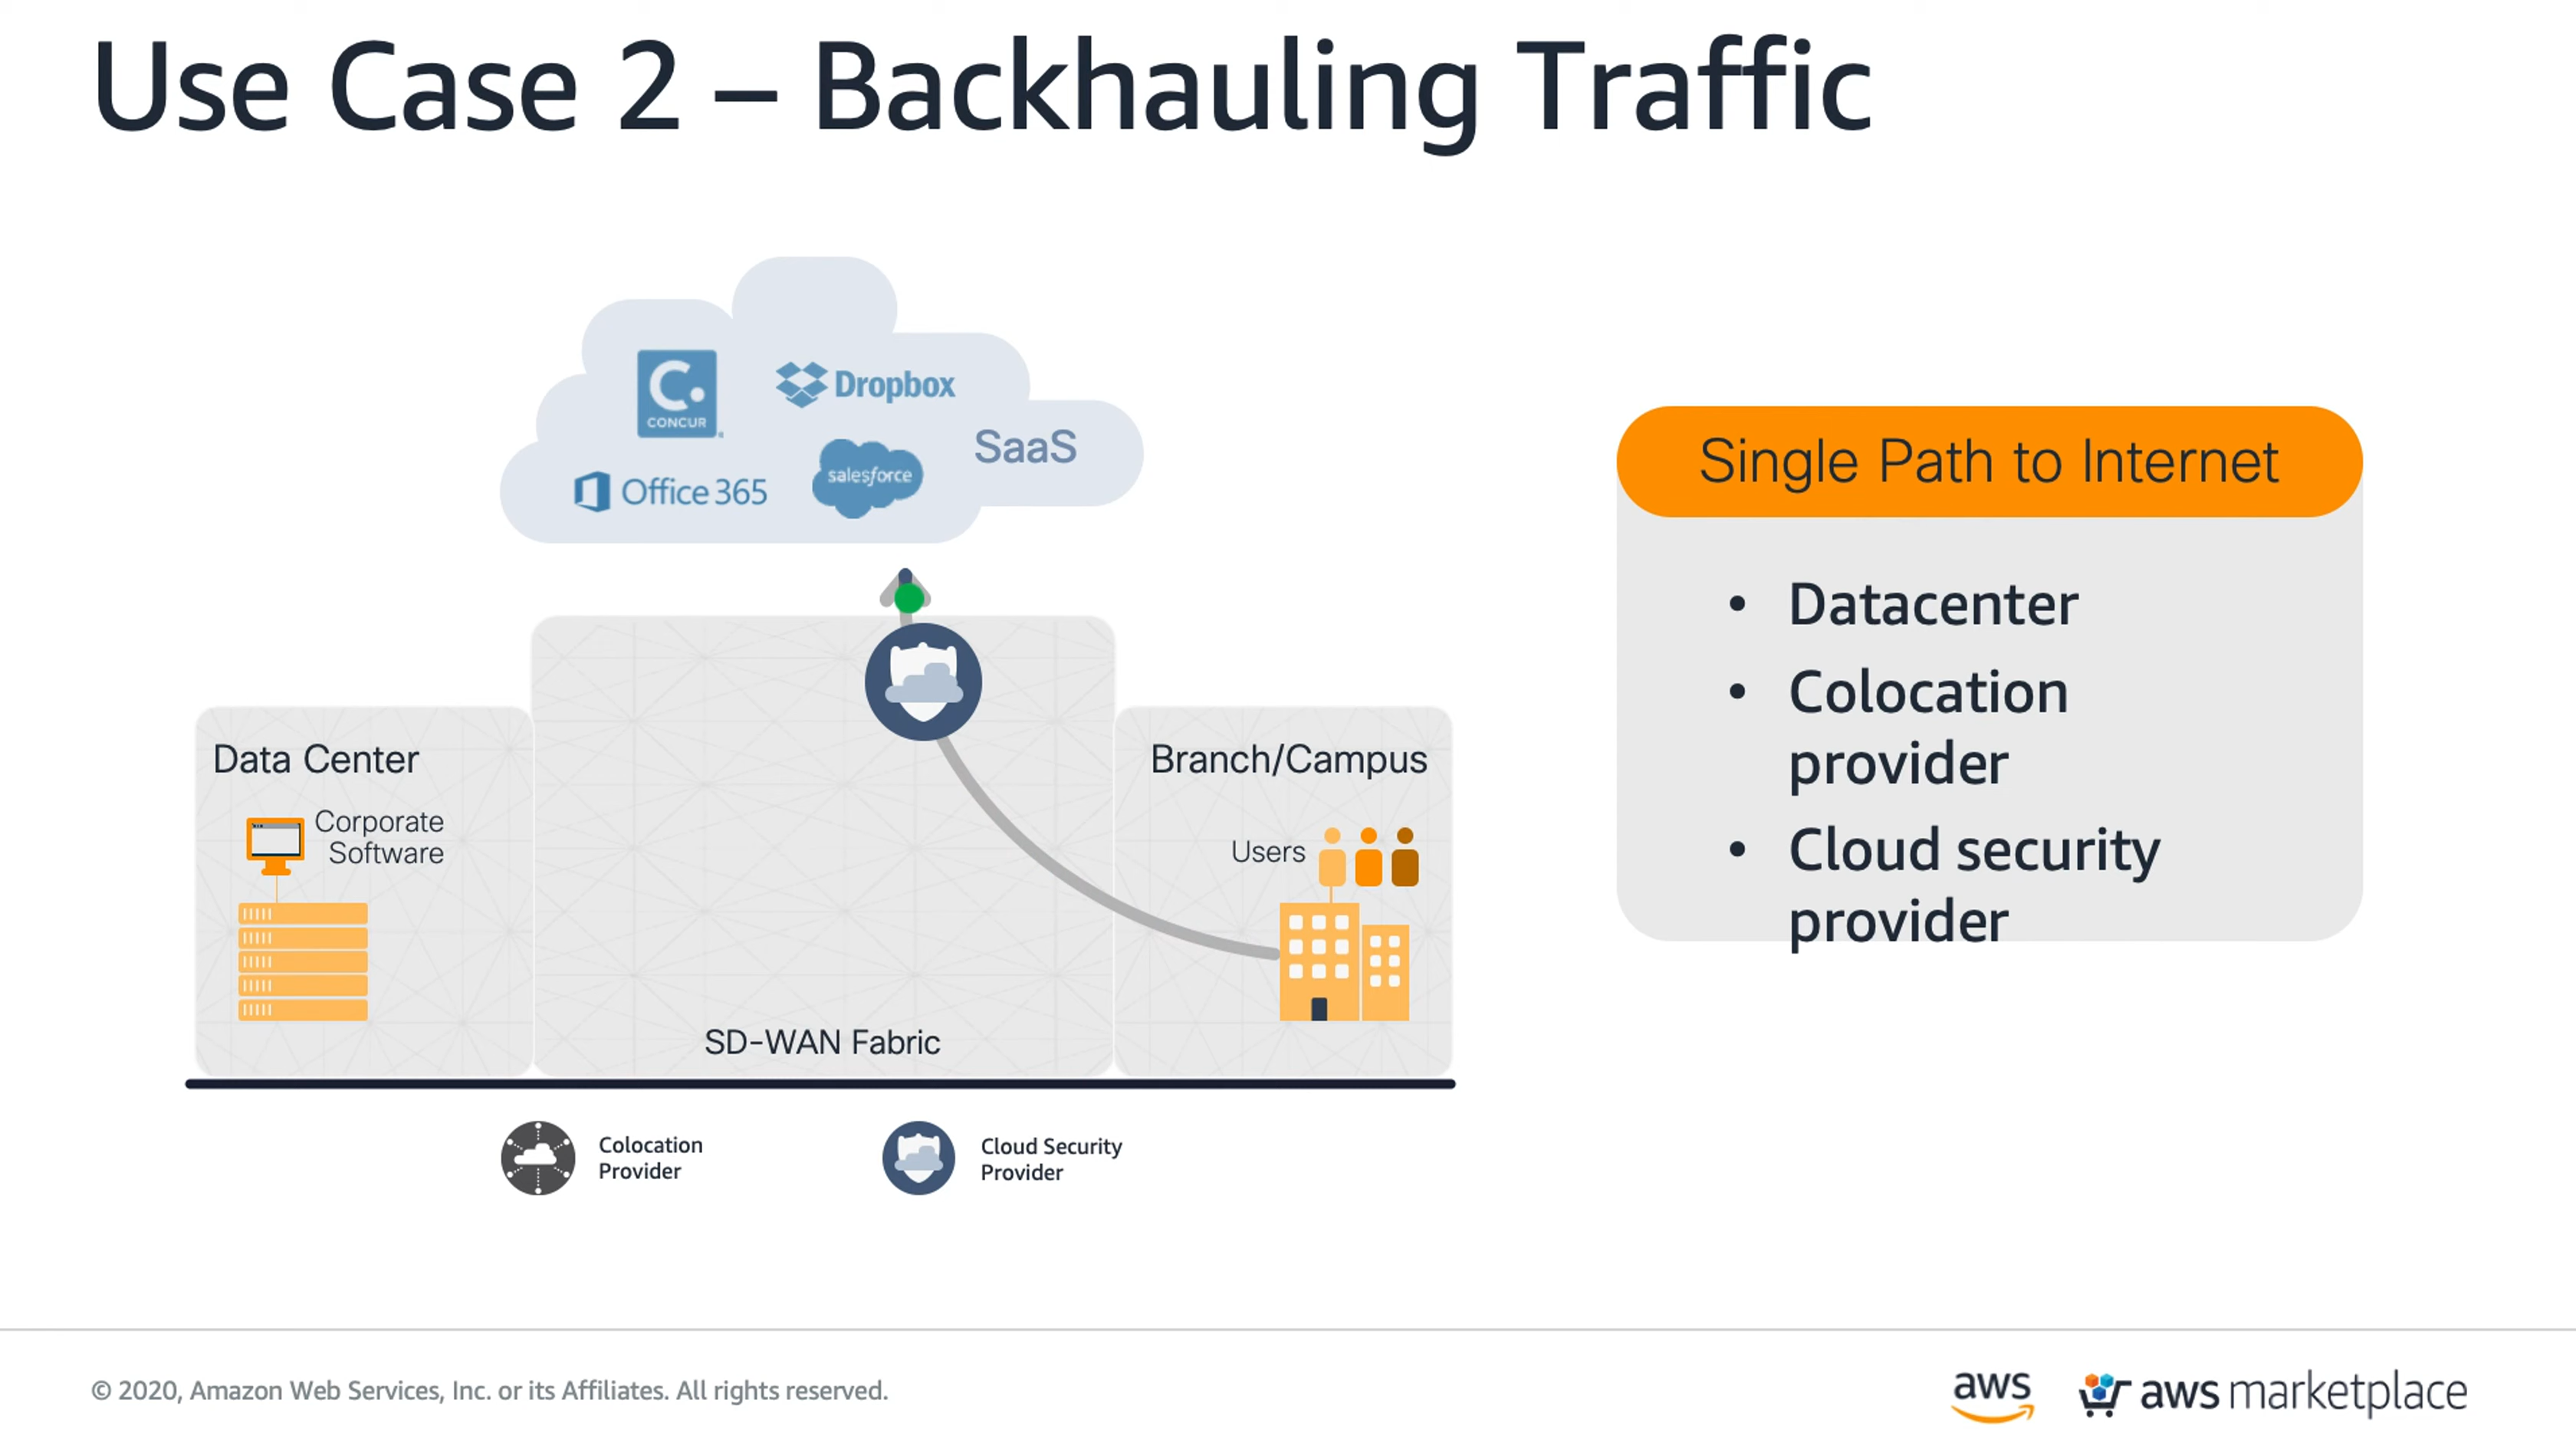 Use Case 2 – Backhauling Traffic
C.
CONCUR
Dropbox
SaaS
Office 365
salesforce
Single Path to Internet
• Datacenter
• Colocation
provider
• Cloud security
provider
Data Center
Corporate
Software
Branch/Campus
Users
SD-WAN Fabric
Colocation
Provider
Cloud Security
Provider
© 2020, Amazon Web Services, Inc. or its Affiliates. All rights reserved.
aws
aws marketplace